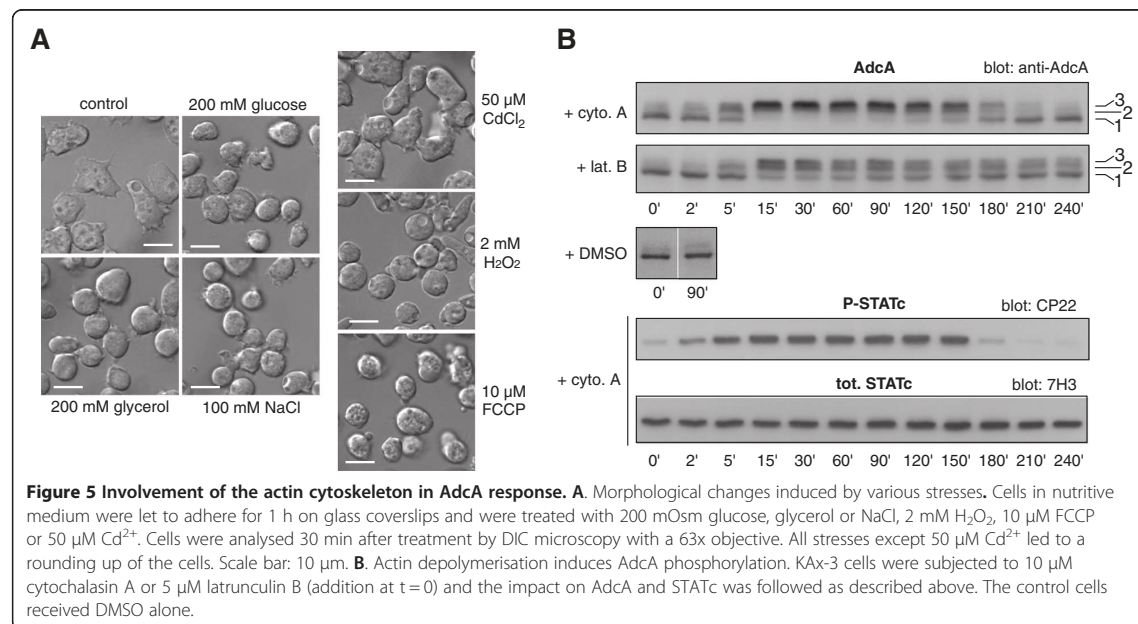 A
control
200 mM glucose
200 mM glycerol
100 mM NaCl
50 µM
CdCl2
2 mM
H2O2
10 µM
FCCP
B
AdcA
blot: anti-AdcA
+ cyto. A
3
2
1
+ lat. B
3
2
1
0' 2' 5' 15' 30' 60' 90' 120' 150' 180' 210' 240'
+ DMSO
0' 90'
P-STATc
blot: CP22
+ cyto. A
tot. STATc
blot: 7H3
0' 2' 5' 15' 30' 60' 90' 120' 150' 180' 210' 240'
Figure 5 Involvement of the actin cytoskeleton in AdcA response. A. Morphological changes induced by various stresses. Cells in nutritive
medium were let to adhere for 1 h on glass coverslips and were treated with 200 mOsm glucose, glycerol or NaCl, 2 mM H2O2, 10 µM FCCP
or 50 µM Cd2+. Cells were analysed 30 min after treatment by DIC microscopy with a 63x objective. All stresses except 50 µM Cd2+ led to a
rounding up of the cells. Scale bar: 10 µm. B. Actin depolymerisation induces AdcA phosphorylation. KAx-3 cells were subjected to 10 µM
cytochalasin A or 5 µM latrunculin B (addition at t = 0) and the impact on AdcA and STATc was followed as described above. The control cells
received DMSO alone.